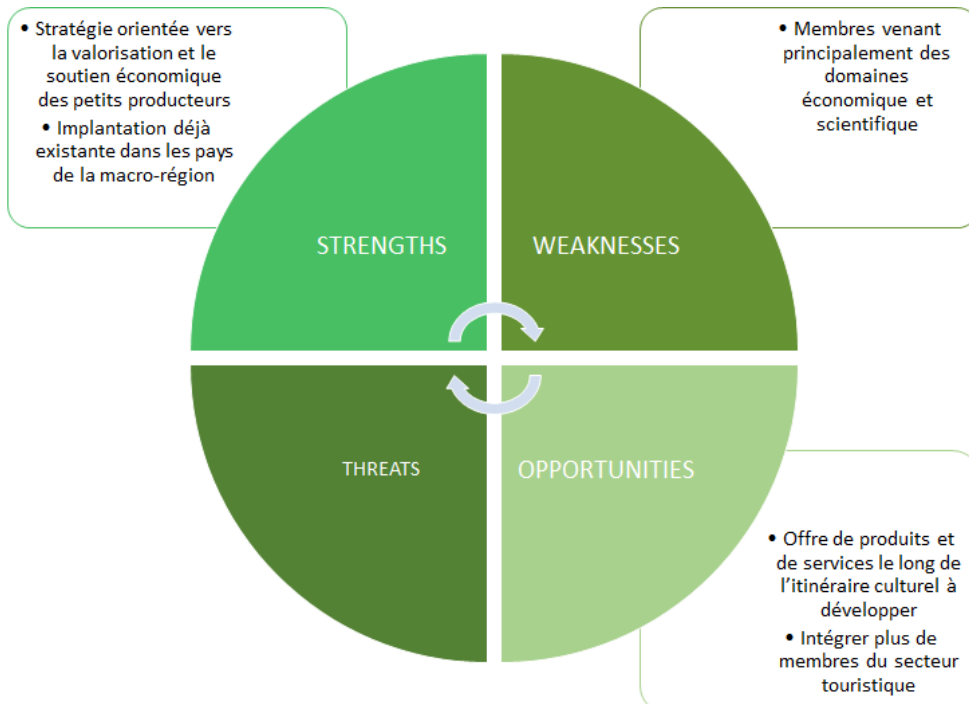 • Stratégie orientée vers
la valorisation et le
soutien économique
des petits producteurs
• Implantation déjà
existante dans les pays
de la macro-région
• Membres venant
principalement des
domaines
économique et
scientifique
STRENGTHS
WEAKNESSES
THREATS
OPPORTUNITIES
• Offre de produits et
de services le long de
l'itinéraire culturel à
développer
• Intégrer plus de
membres du secteur
touristique